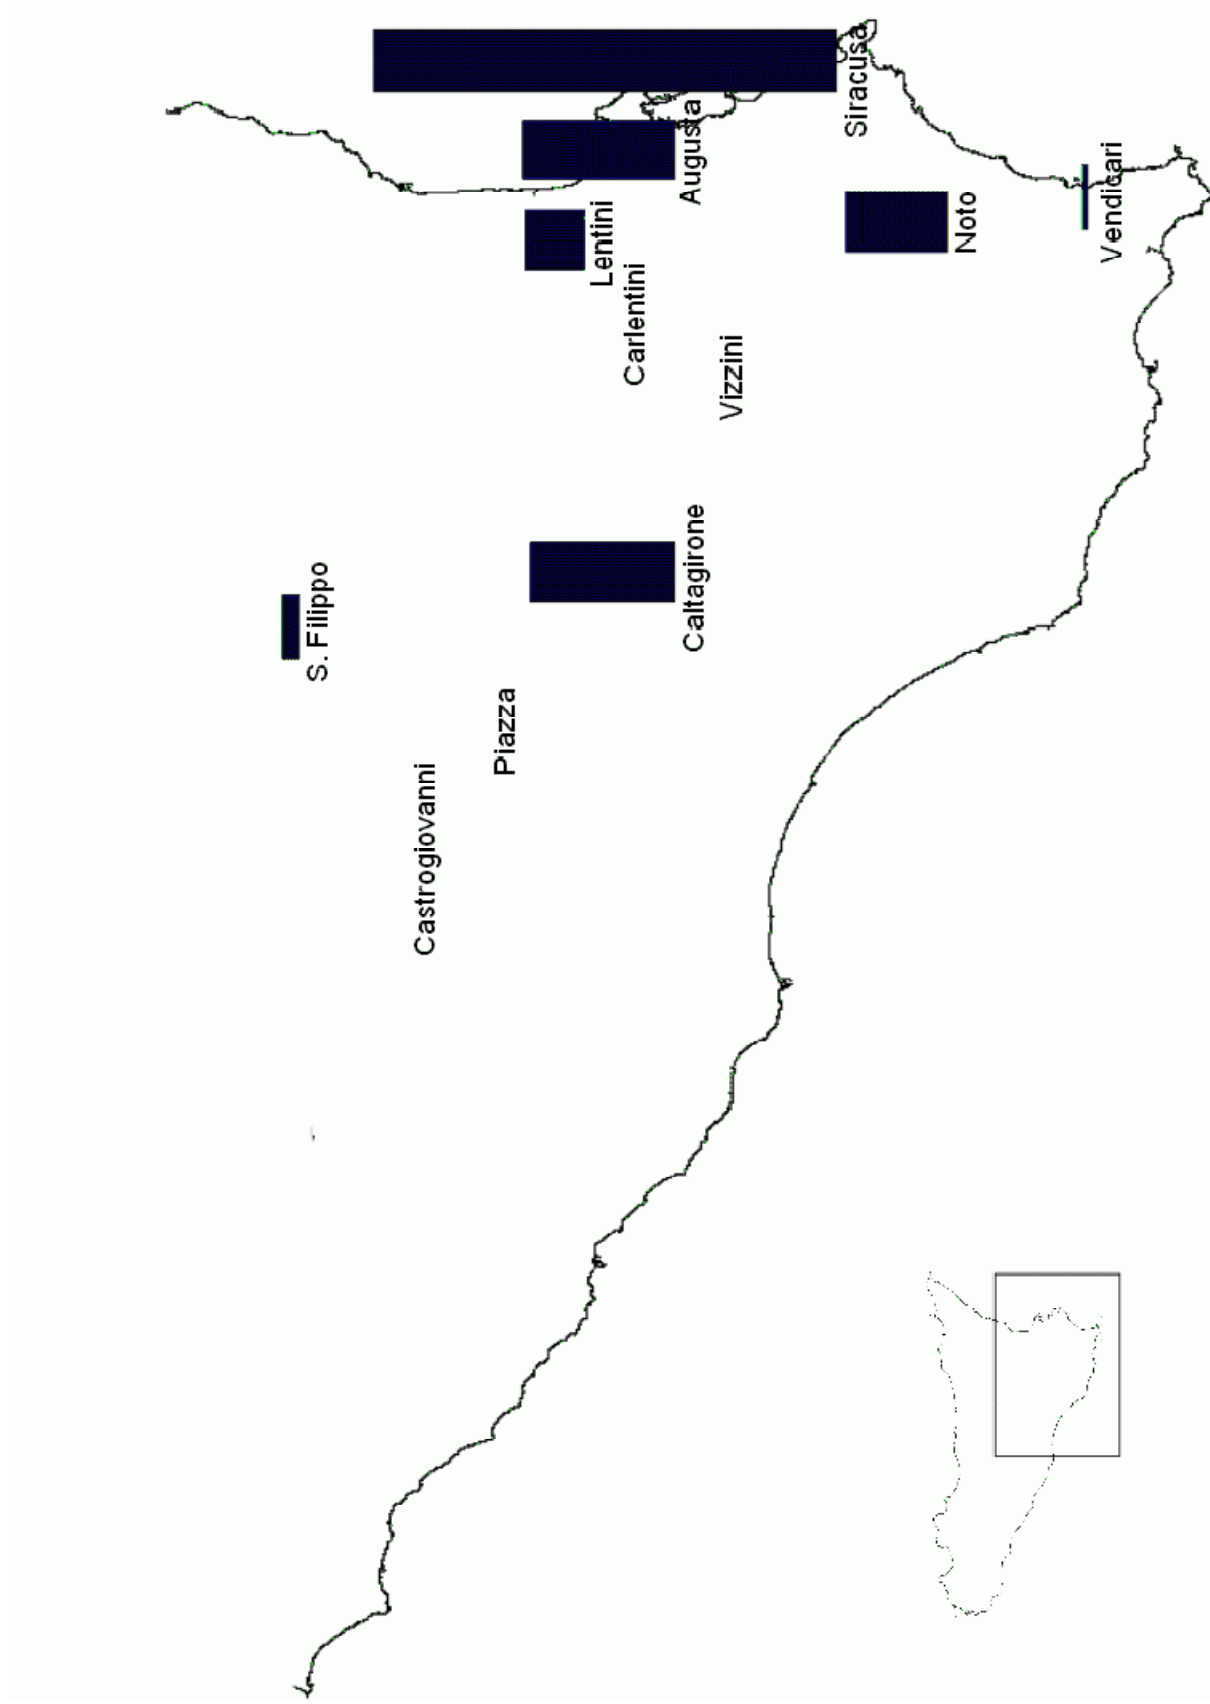 S. Filippo
Castrogiovanni
Piazza
Caltagirone
Lentini
Carlentini
Augusta
Vizzini
Siracusa
Noto
Vendicari